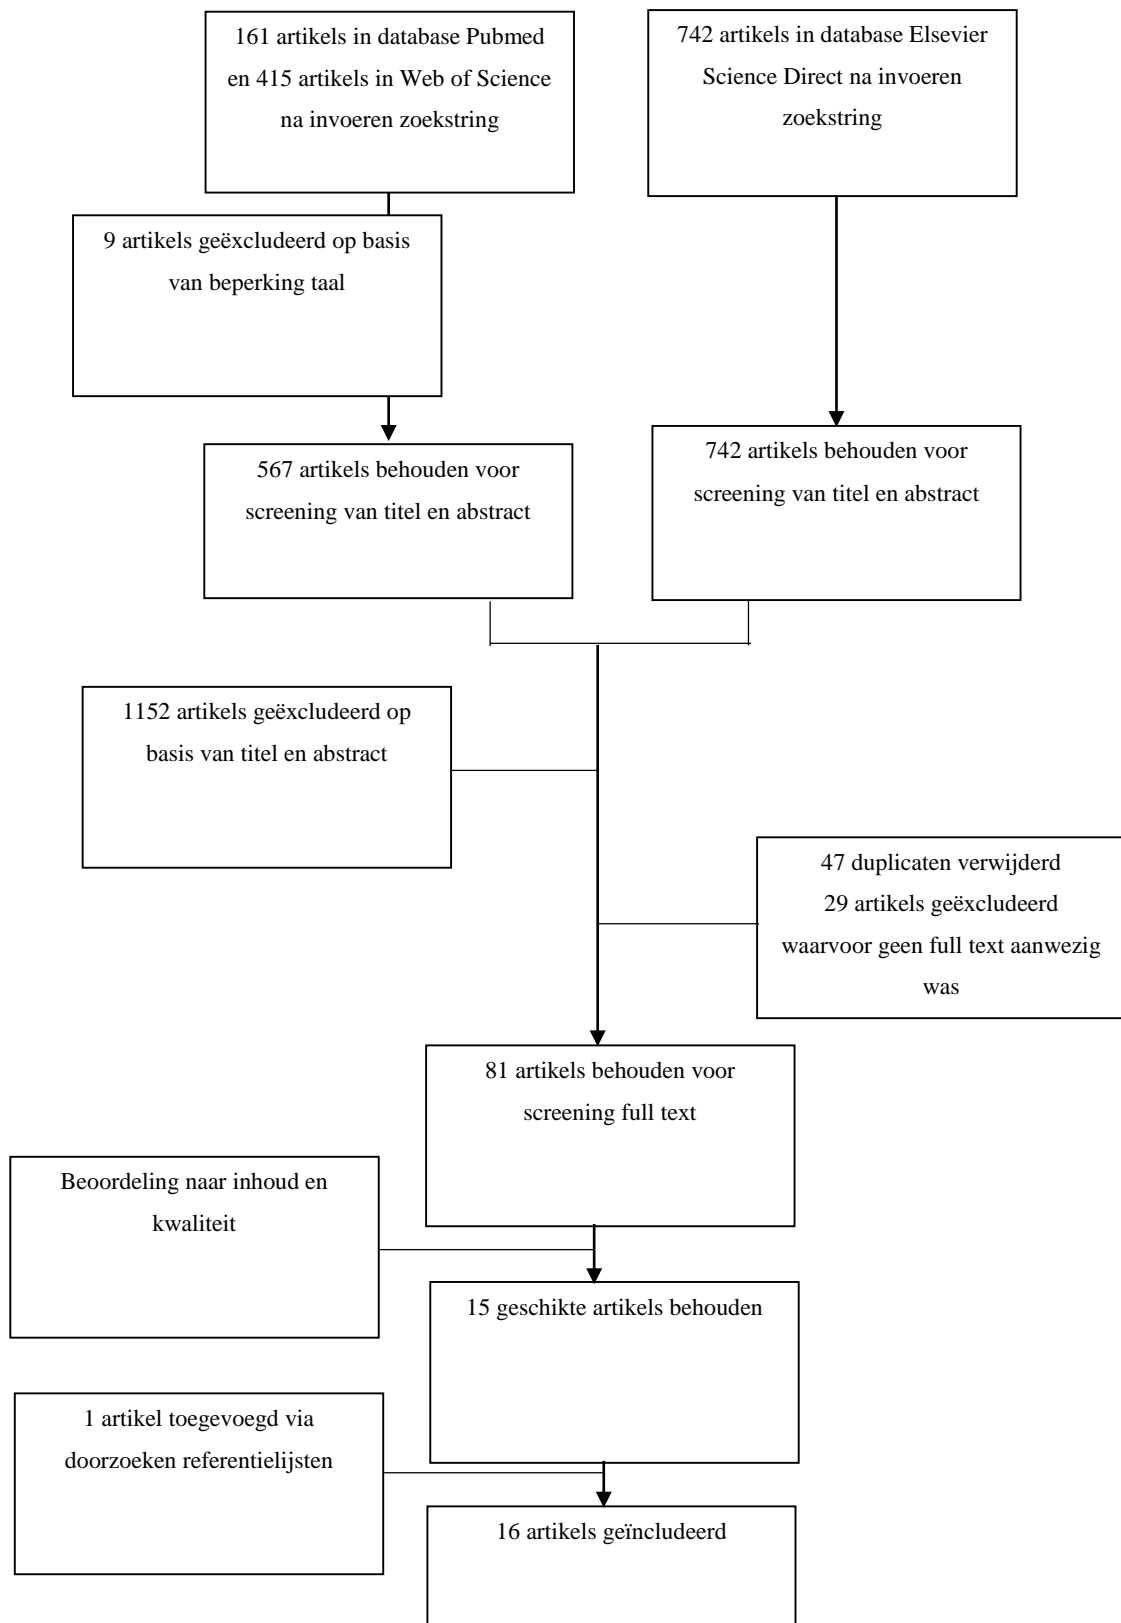 161 artikels in database Pubmed
en 415 artikels in Web of Science
na invoeren zoekstring
742 artikels in database Elsevier
Science Direct na invoeren
zoekstring
9 artikels geëxcludeerd op basis
van beperking taal
567 artikels behouden voor
screening van titel en abstract
742 artikels behouden voor
screening van titel en abstract
1152 artikels geëxcludeerd op
basis van titel en abstract
47 duplicaten verwijderd
29 artikels geëxcludeerd
waarvoor geen full text aanwezig
was
81 artikels behouden voor
screening full text
Beoordeling naar inhoud en
kwaliteit
15 geschikte artikels behouden
1 artikel toegevoegd via
doorzoeken referentielijsten
16 artikels geïncludeerd